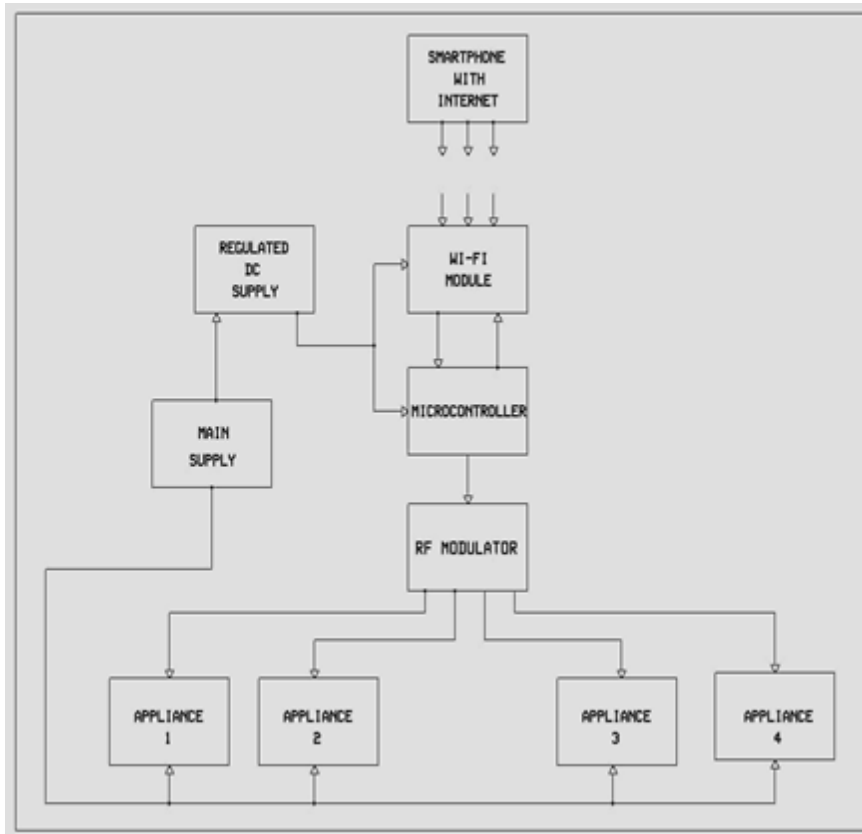 SMARTPHONE
WITH
INTERNET
REGULATED
DC
SUPPLY
WI-FI
MODULE
MICROCONTROLLER
MAIN
SUPPLY
RF MODULATOR
APPLIANCE
1
APPLIANCE
2
APPLIANCE
3
APPLIANCE
4